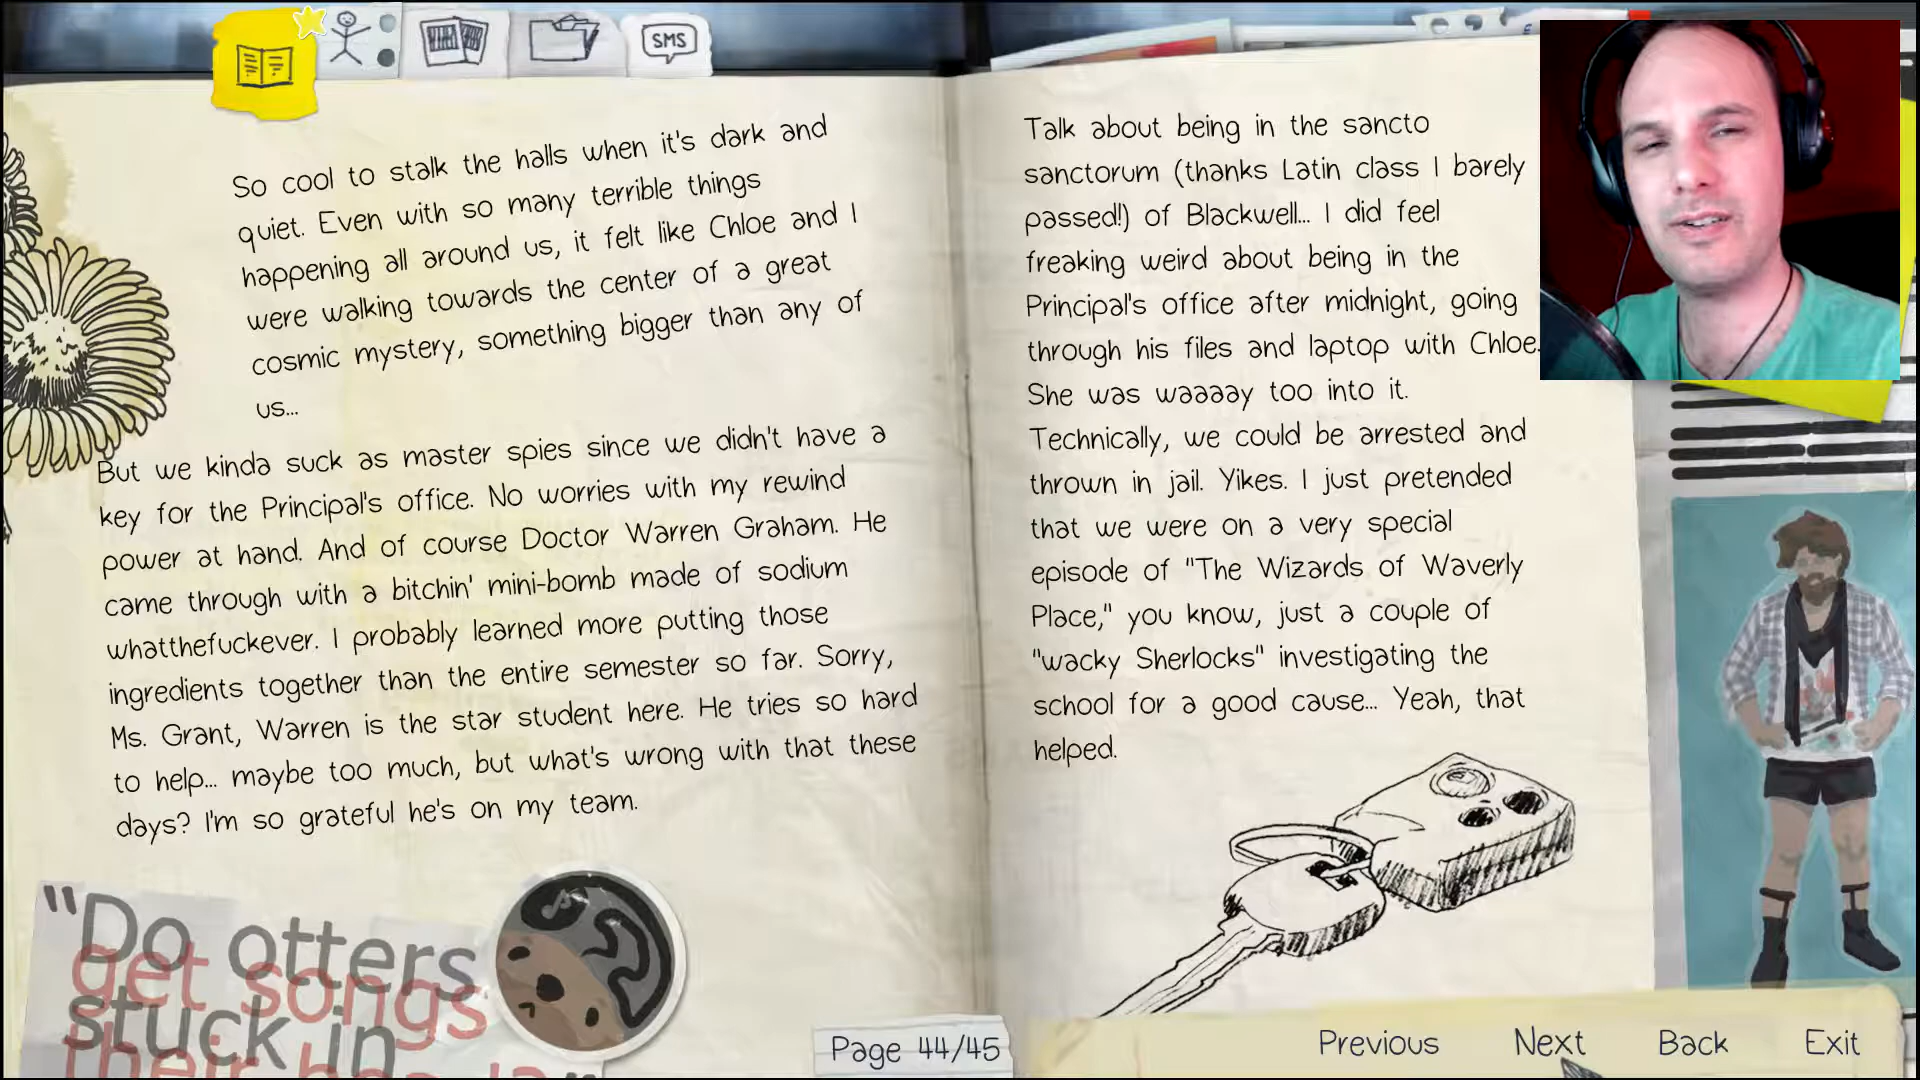 SMS
So cool to stalk the halls when it's dark and
quiet. Even with so many terrible things
happening all around us, it felt like Chloe and I
were walking towards the center of a great
cosmic mystery, something bigger than any of
us...
But we kinda suck as master spies since we didn't have a
key for the Principal's office. No worries with my rewind
power at hand. And of course Doctor Warren Graham. He
came through with a bitchin' mini-bomb made of sodium
whatthefuckever. I probably learned more putting those
ingredients together than the entire semester so far. Sorry,
Ms. Grant, Warren is the star student here. He tries so hard
to help... maybe too much, but what's wrong with that these
days? I'm so grateful he's on my team.
"Do otters
get songs
stuck in
Talk about being in the sancto
sanctorum (thanks Latin class I barely
passed!) of Blackwell... I did feel
freaking weird about being in the
Principal's office after midnight, going
through his files and laptop with Chloe.
She was waaaay too into it.
Technically, we could be arrested and
thrown in jail. Yikes. I just pretended
that we were on a very special
episode of "The Wizards of Waverly
Place," you know, just a couple of
"wacky Sherlocks" investigating the
school for a good cause... Yeah, that
helped.
Page 44/45
Previous Next Back Exit